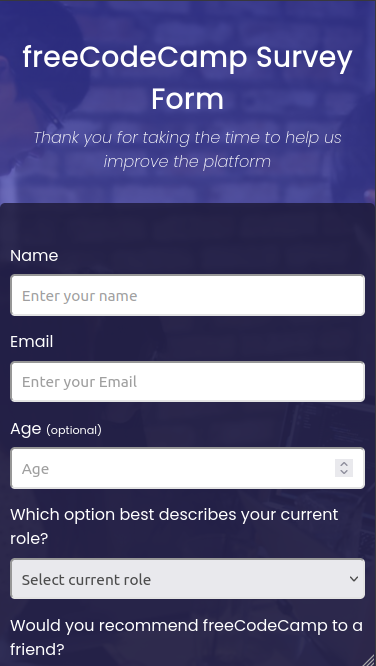 freeCodeCamp Survey
Form
Thank you for taking the time to help us
improve the platform
Name
Enter your name
Email
Enter your Email
Age (optional)
Age
Which option best describes your current
role?
Select current role
Would you recommend freeCodeCamp to a
friend?